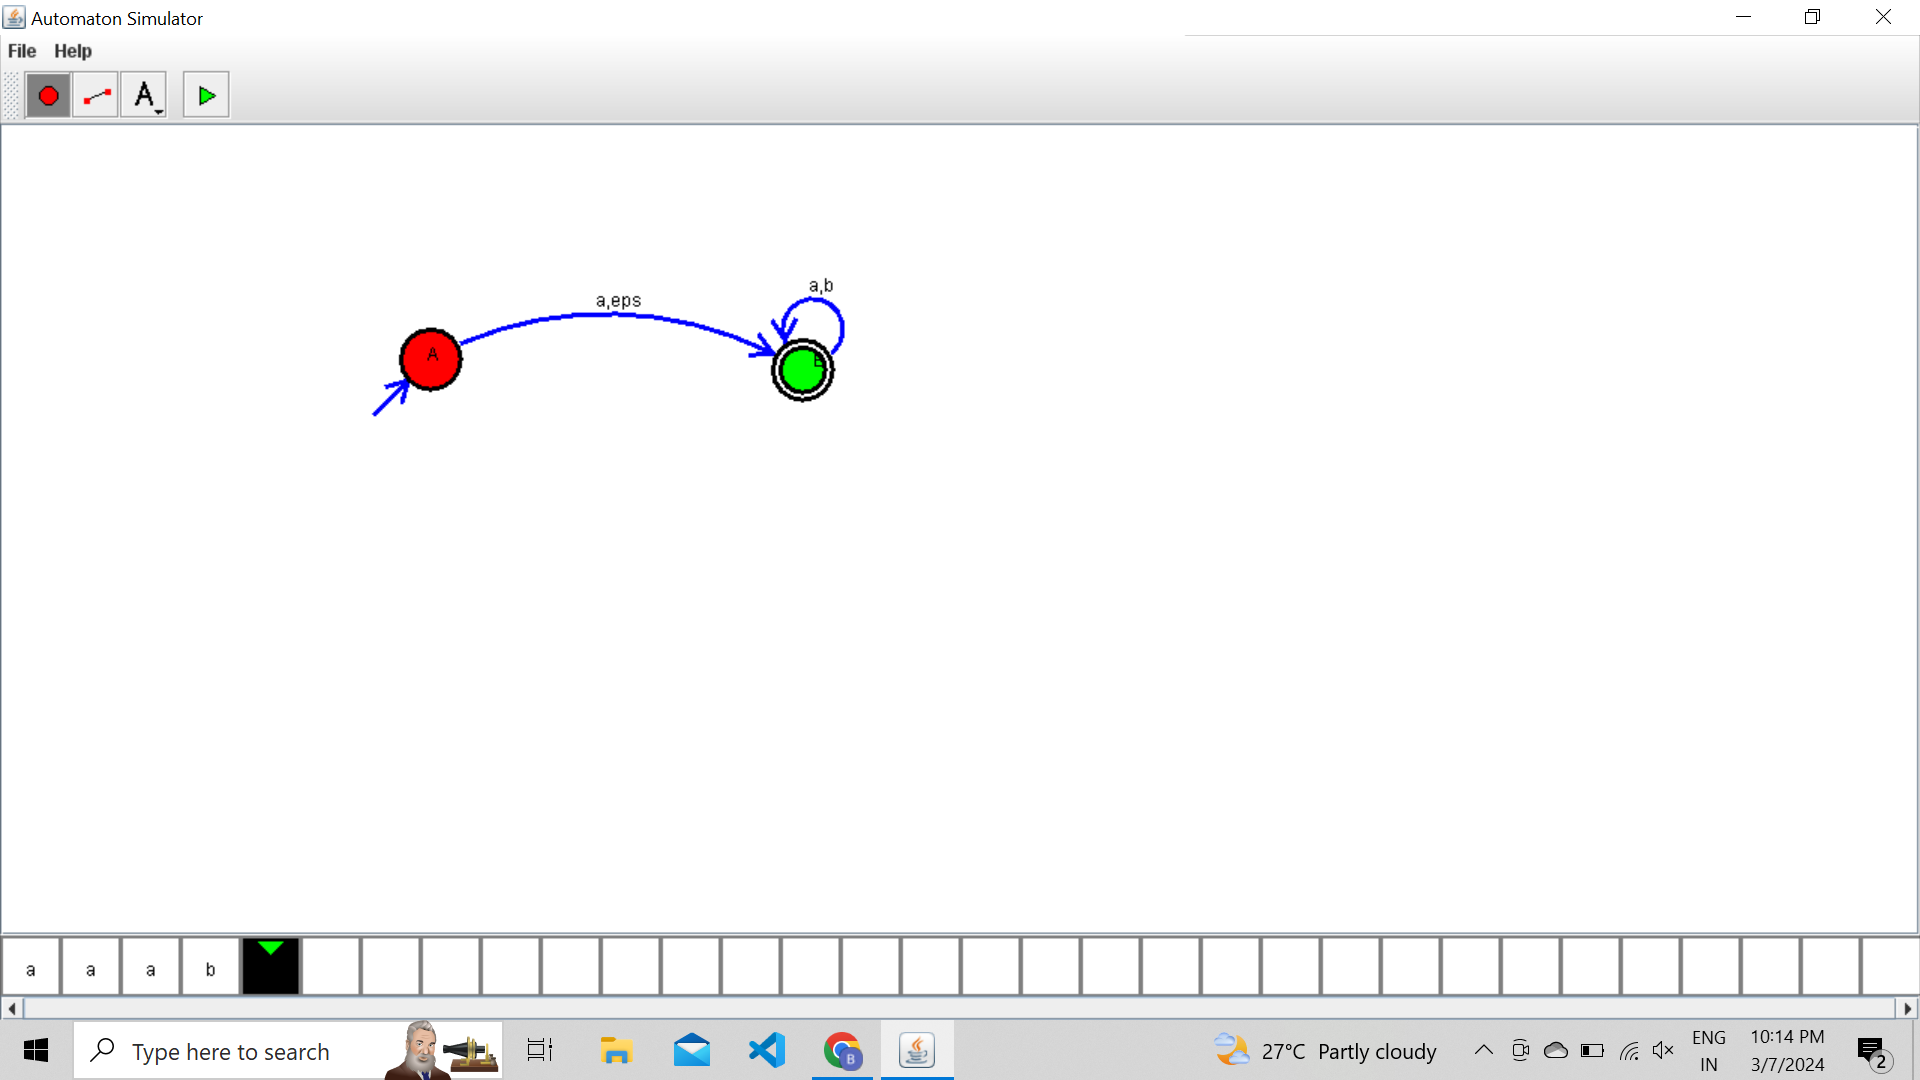 Automaton Simulator
File Help
A
a,eps
a,b
A
a a a b
Type here to search
B
27°C Partly cloudy
ENG
IN
10:14 PM
3/7/2024
2